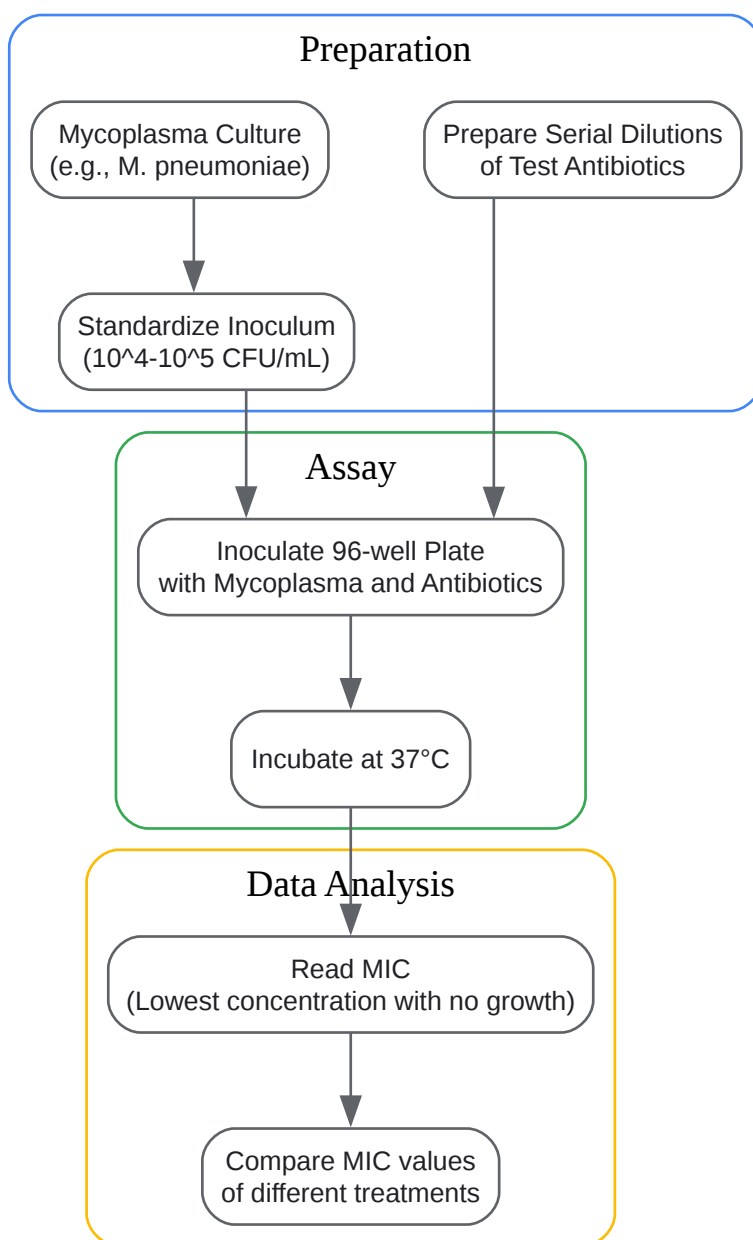 Preparation
Mycoplasma Culture
(e.g., M. pneumoniae)
Prepare Serial Dilutions
of Test Antibiotics
Standardize Inoculum
(10^4-10^5 CFU/mL)
Assay
Inoculate 96-well Plate
with Mycoplasma and Antibiotics
Incubate at 37°C
Data Analysis
Read MIC
(Lowest concentration with no growth)
Compare MIC values
of different treatments